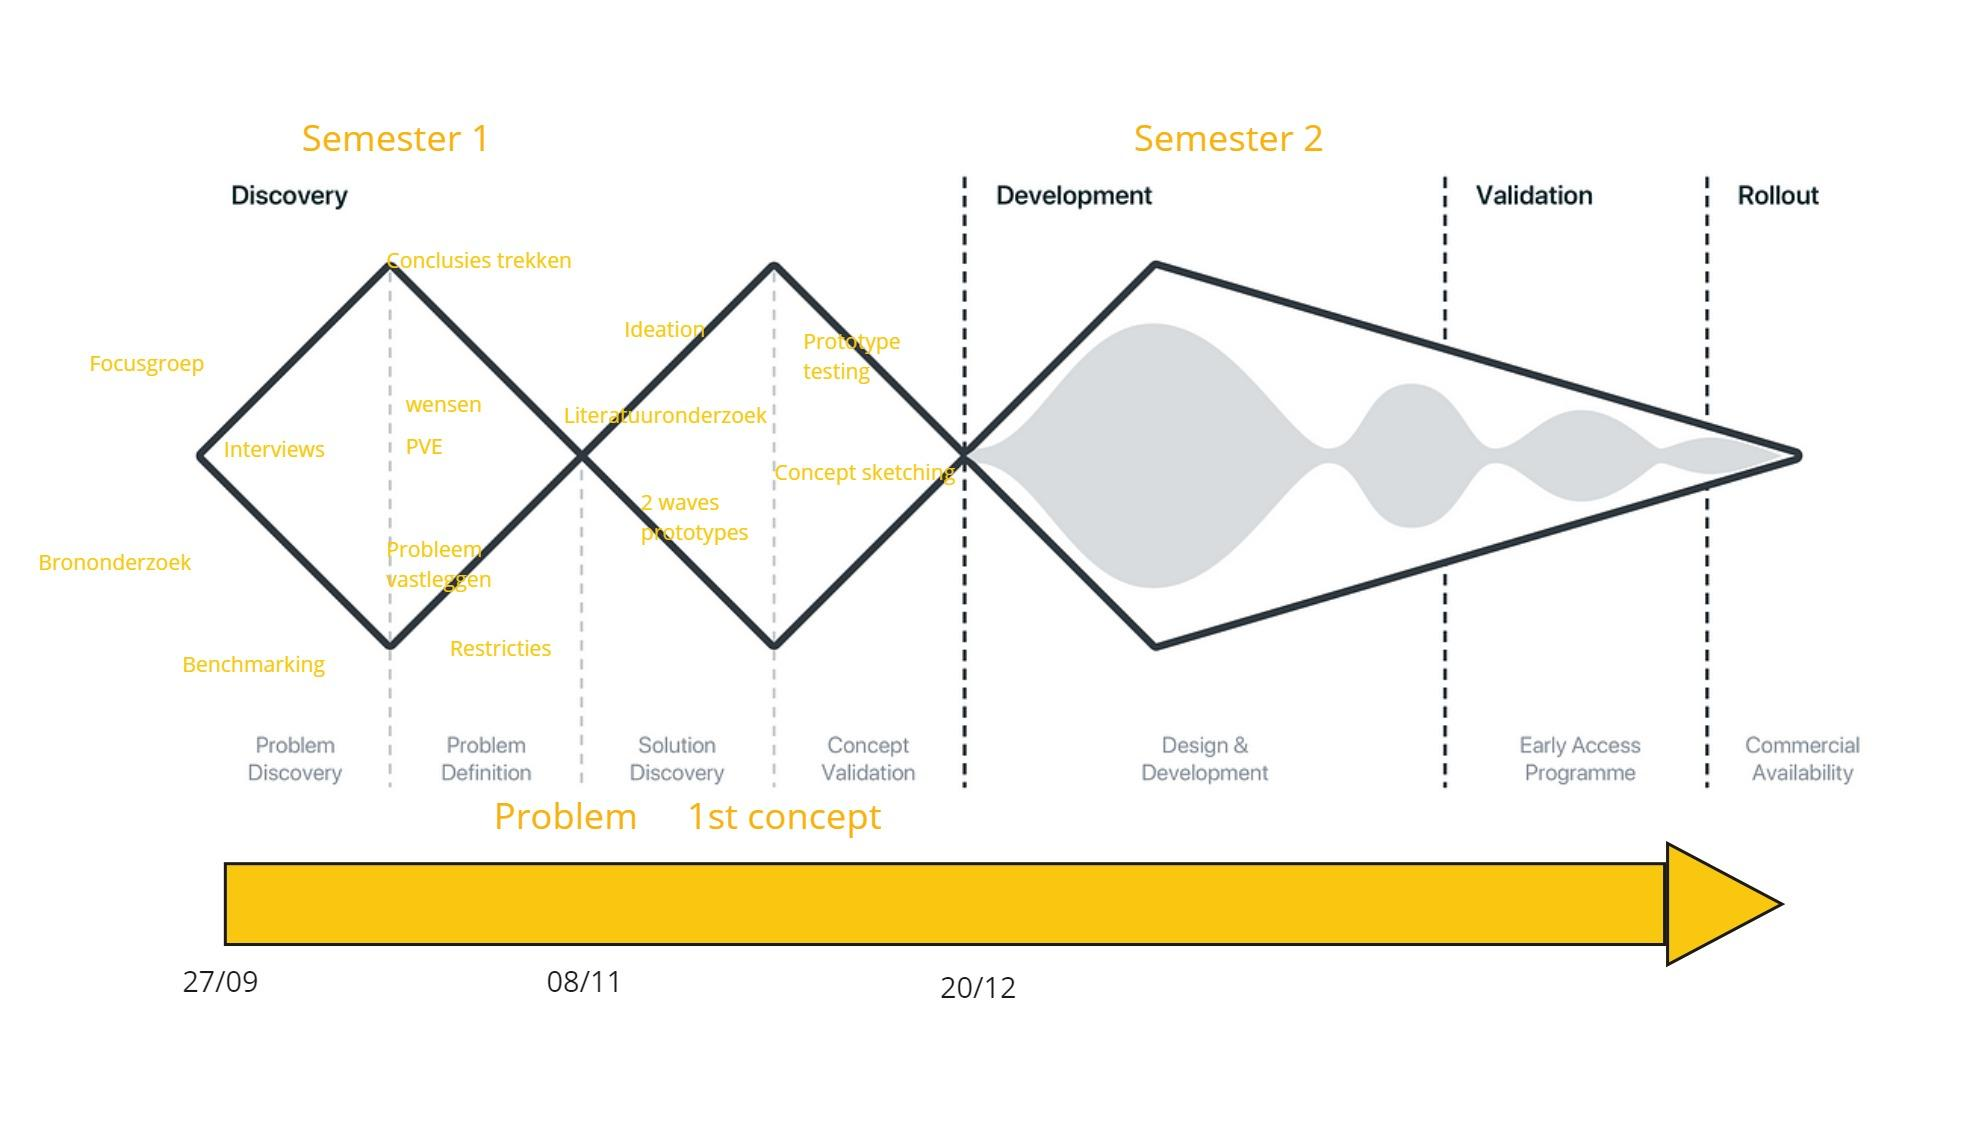 Semester 1
Semester 2
Discovery
Development
Validation
Rollout
Conclusies trekken
Ideation
Prototype
testing
Focusgroep
wensen
Literatuuronderzoek
Interviews
PVE
Concept sketching
2 waves
prototypes
Probleem
vastleggen
Brononderzoek
Restricties
Benchmarking
Problem
Discovery
Problem
Definition
Solution
Discovery
Concept
Validation
Design &
Development
Early Access
Programme
Commercial
Availability
Problem
1st concept
27/09
08/11
20/12